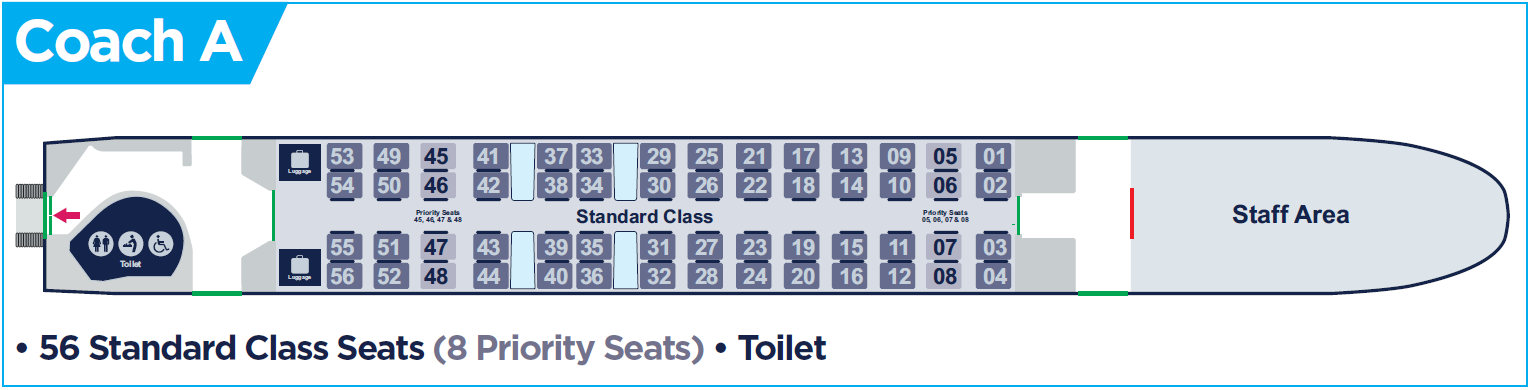 Coach A
Luggage
53 49 45 41 37 33 29 25 21 17 13 09 05 01
54 50 46 42 38 34 30 26 22 18 14 10 06 02
Priority Seats
45, 46, 47 & 48
Standard Class
Priority Seats
05, 06, 07 & 08
Staff Area
55 51 47 43 39 35 31 27 23 19 15 11 07 03
56 52 48 44 40 36 32 28 24 20 16 12 08 04
Toilet
Luggage
• 56 Standard Class Seats (8 Priority Seats) • Toilet